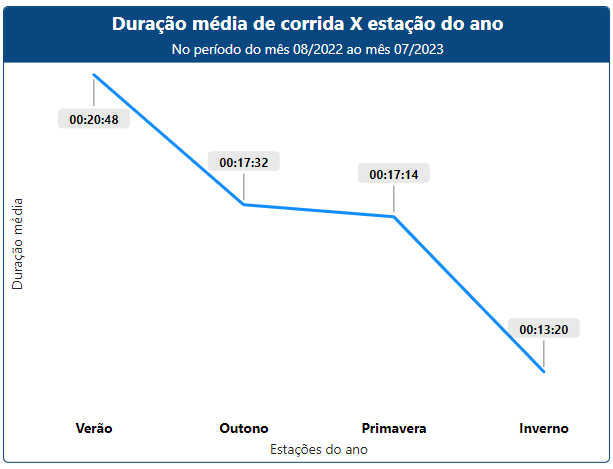 Duração média de corrida X estação do ano
No período do mês 08/2022 ao mês 07/2023
00:20:48
00:17:32
00:17:14
00:13:20
Duração média
Verão
Outono
Primavera
Inverno
Estações do ano